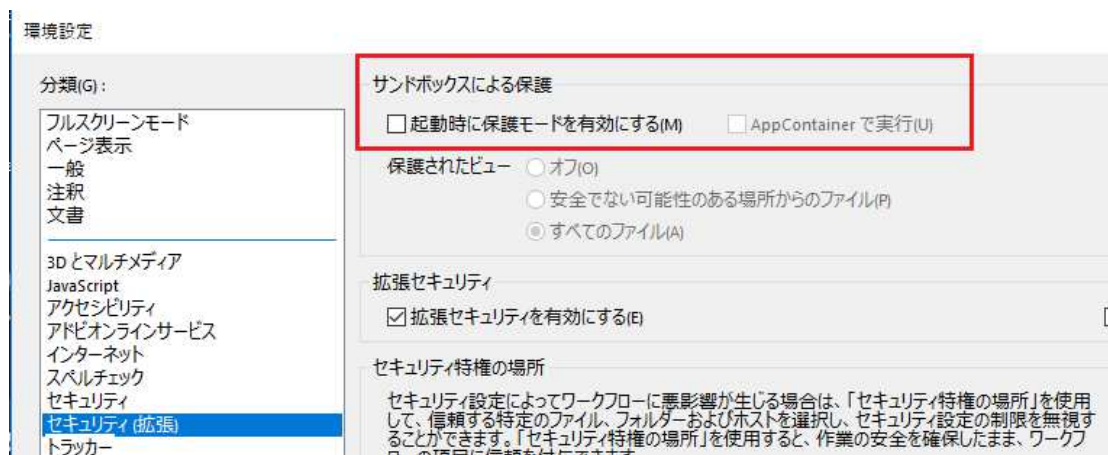 環境設定
分類(G):
フルスクリーンモード
ページ表示
一般
注釈
文書
3D とマルチメディア
JavaScript
アクセシビリティ
アドビオンラインサービス
インターネット
スペルチェック
セキュリティ
セキュリティ (拡張)
トラッカー
サンドボックスによる保護
起動時に保護モードを有効にする(M)
AppContainer で実行(U)
保護されたビュー
オフ(O)
安全でない可能性のある場所からのファイル(P)
すべてのファイル(A)
拡張セキュリティ
拡張セキュリティを有効にする(E)
セキュリティ特権の場所
セキュリティ設定によってワークフローに悪影響が生じる場合は、「セキュリティ特権の場所」を使用
して、信頼する特定のファイル、フォルダーおよびホストを選択し、セキュリティ設定の制限を無視す
ることができます。「セキュリティ特権の場所」を使用すると、作業の安全を確保したまま、ワークフ
ローの項目に信頼を付与できます。